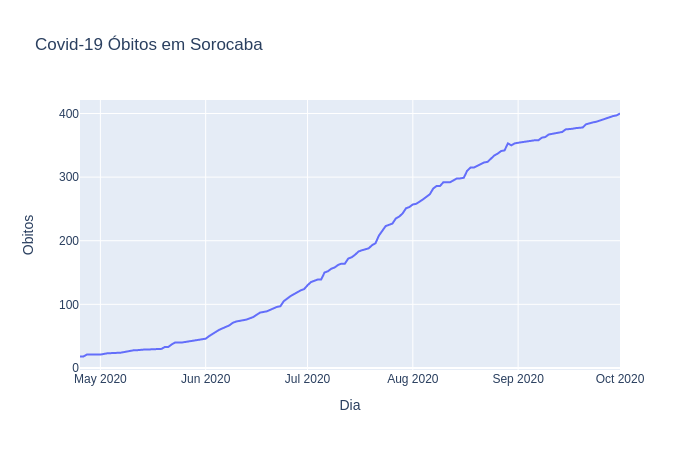 Covid-19 Óbitos em Sorocaba
400
300
200
100
0
Obitos
May 2020
Jun 2020
Jul 2020
Aug 2020
Sep 2020
Oct 2020
Dia